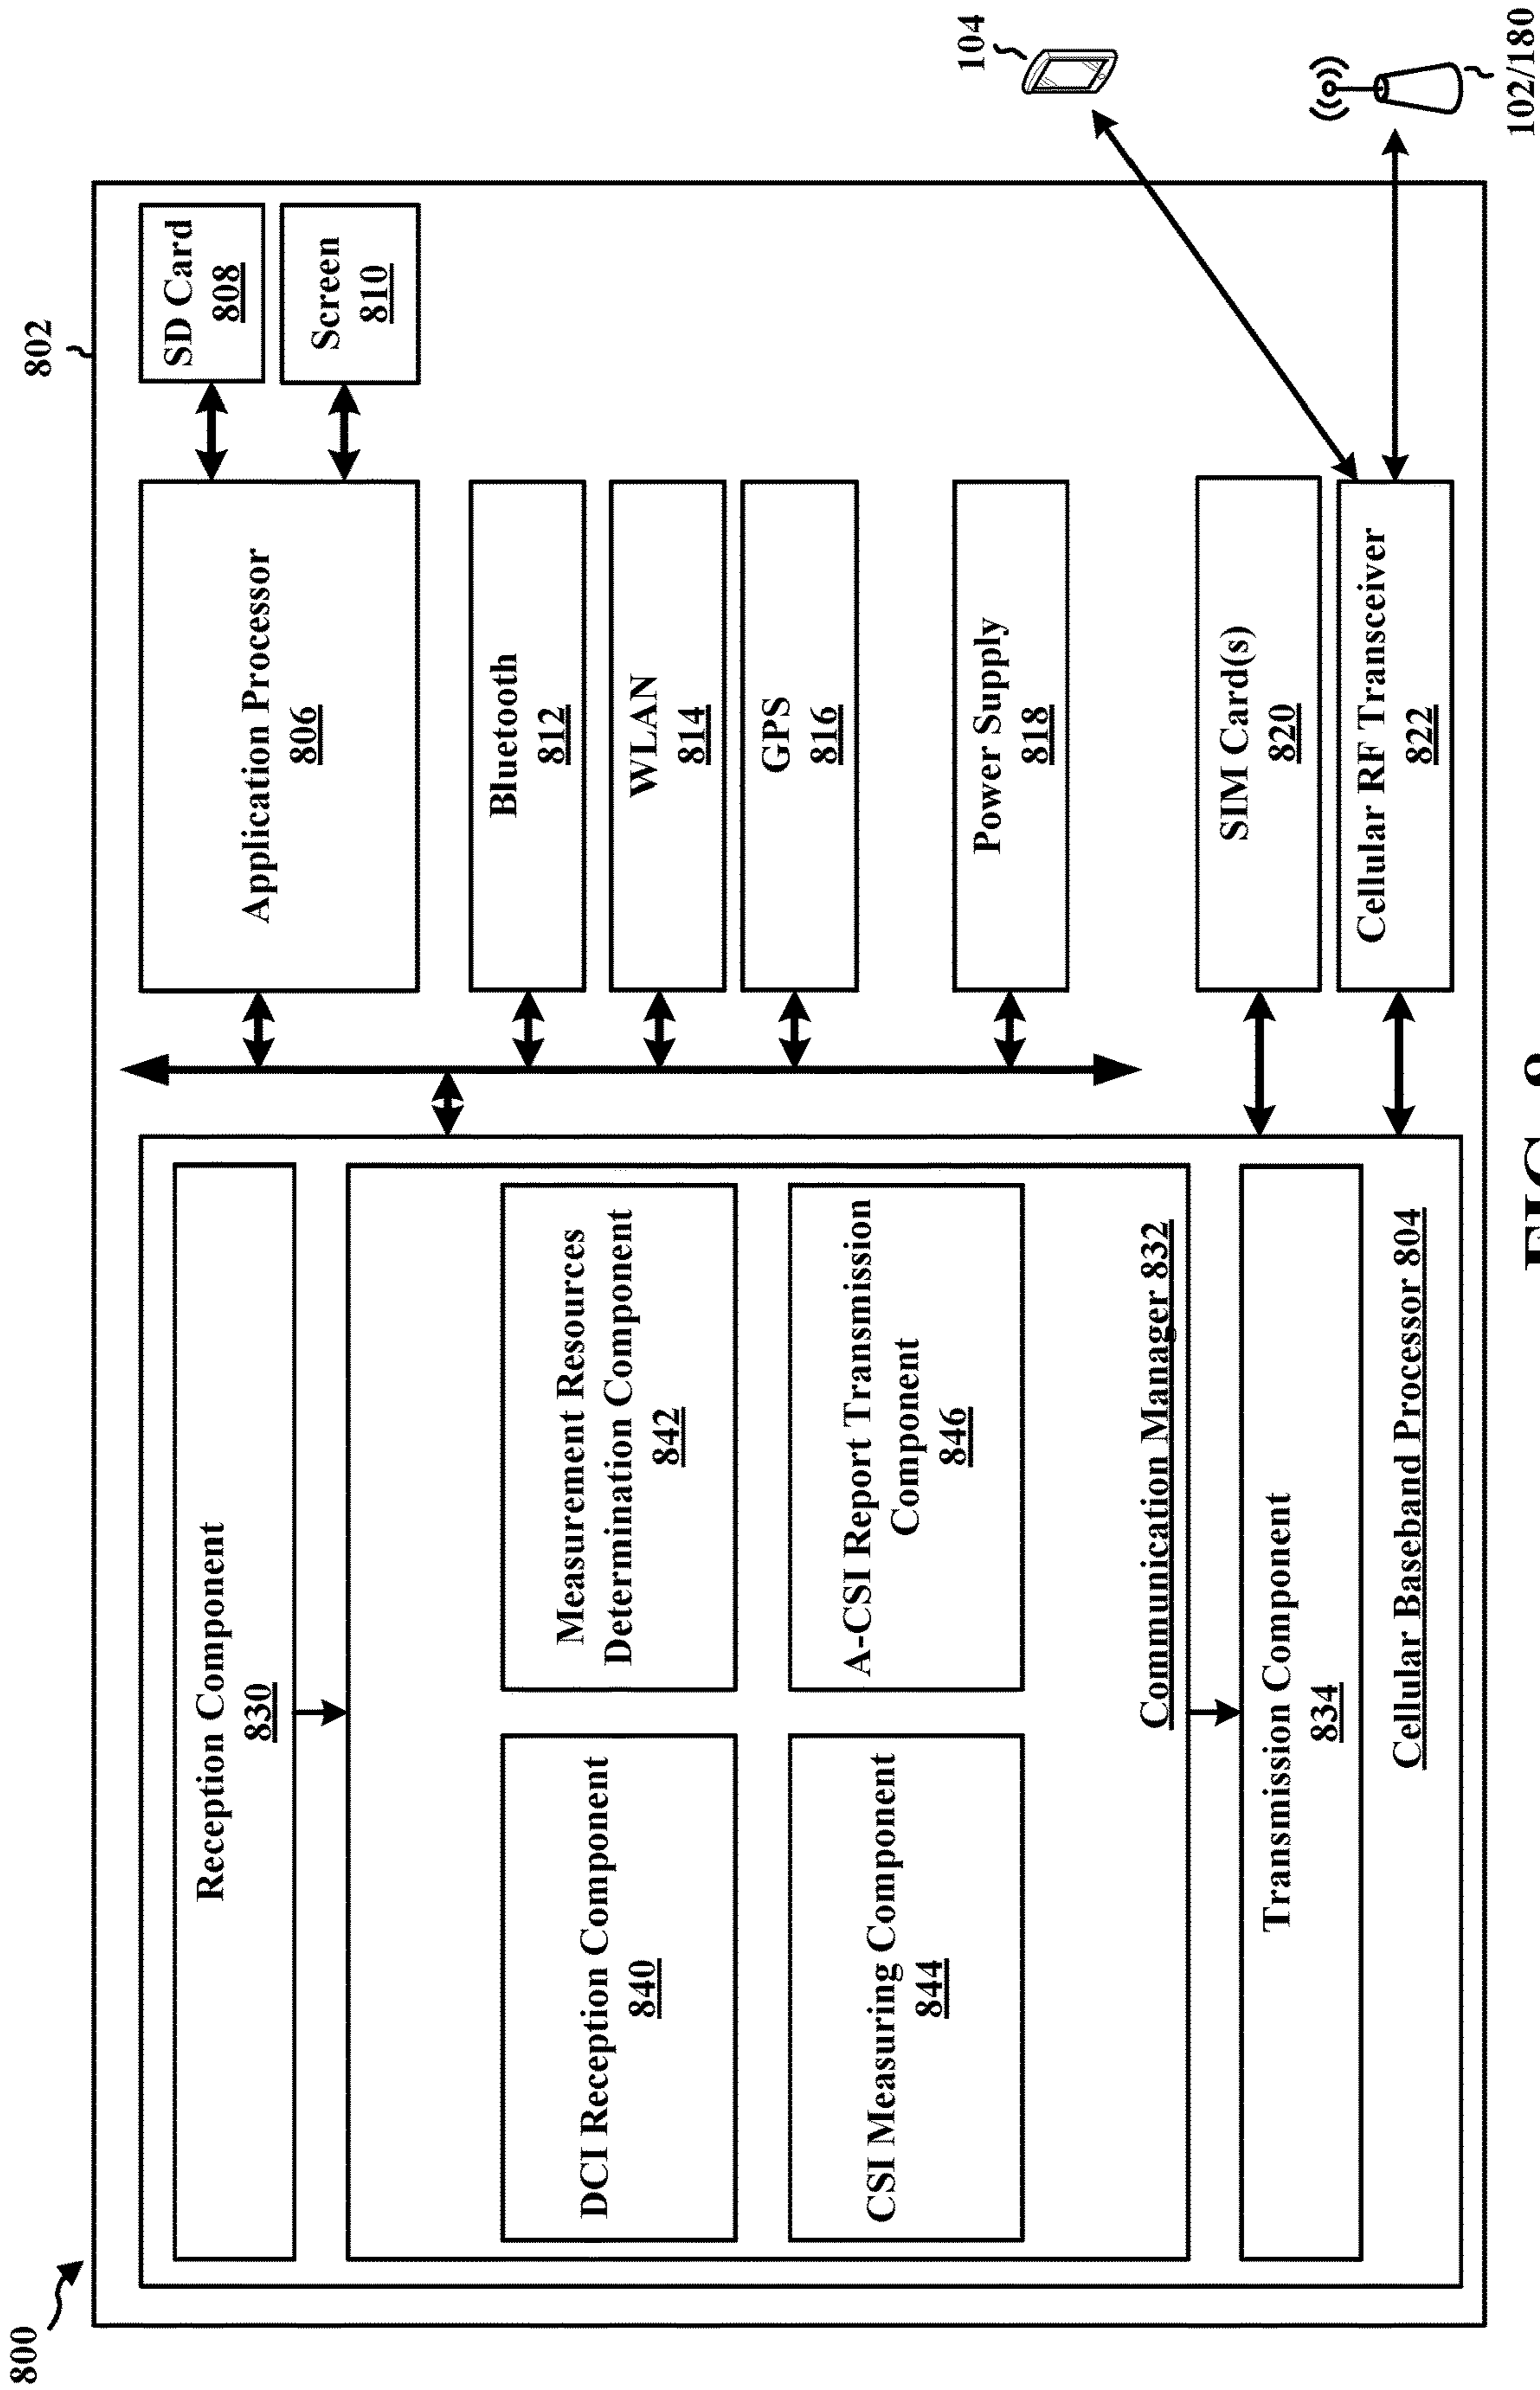 800
802
Reception Component
830
DCI Reception Component
840
Measurement Resources
Determination Component
842
CSI Measuring Component
844
A-CSI Report Transmission
Component
846
Communication Manager 832
Transmission Component
834
Cellular Baseband Processor 804
Application Processor
806
SD Card
808
Screen
810
Bluetooth
812
WLAN
814
GPS
816
Power Supply
818
SIM Card(s)
820
Cellular RF Transceiver
822
104
102/180